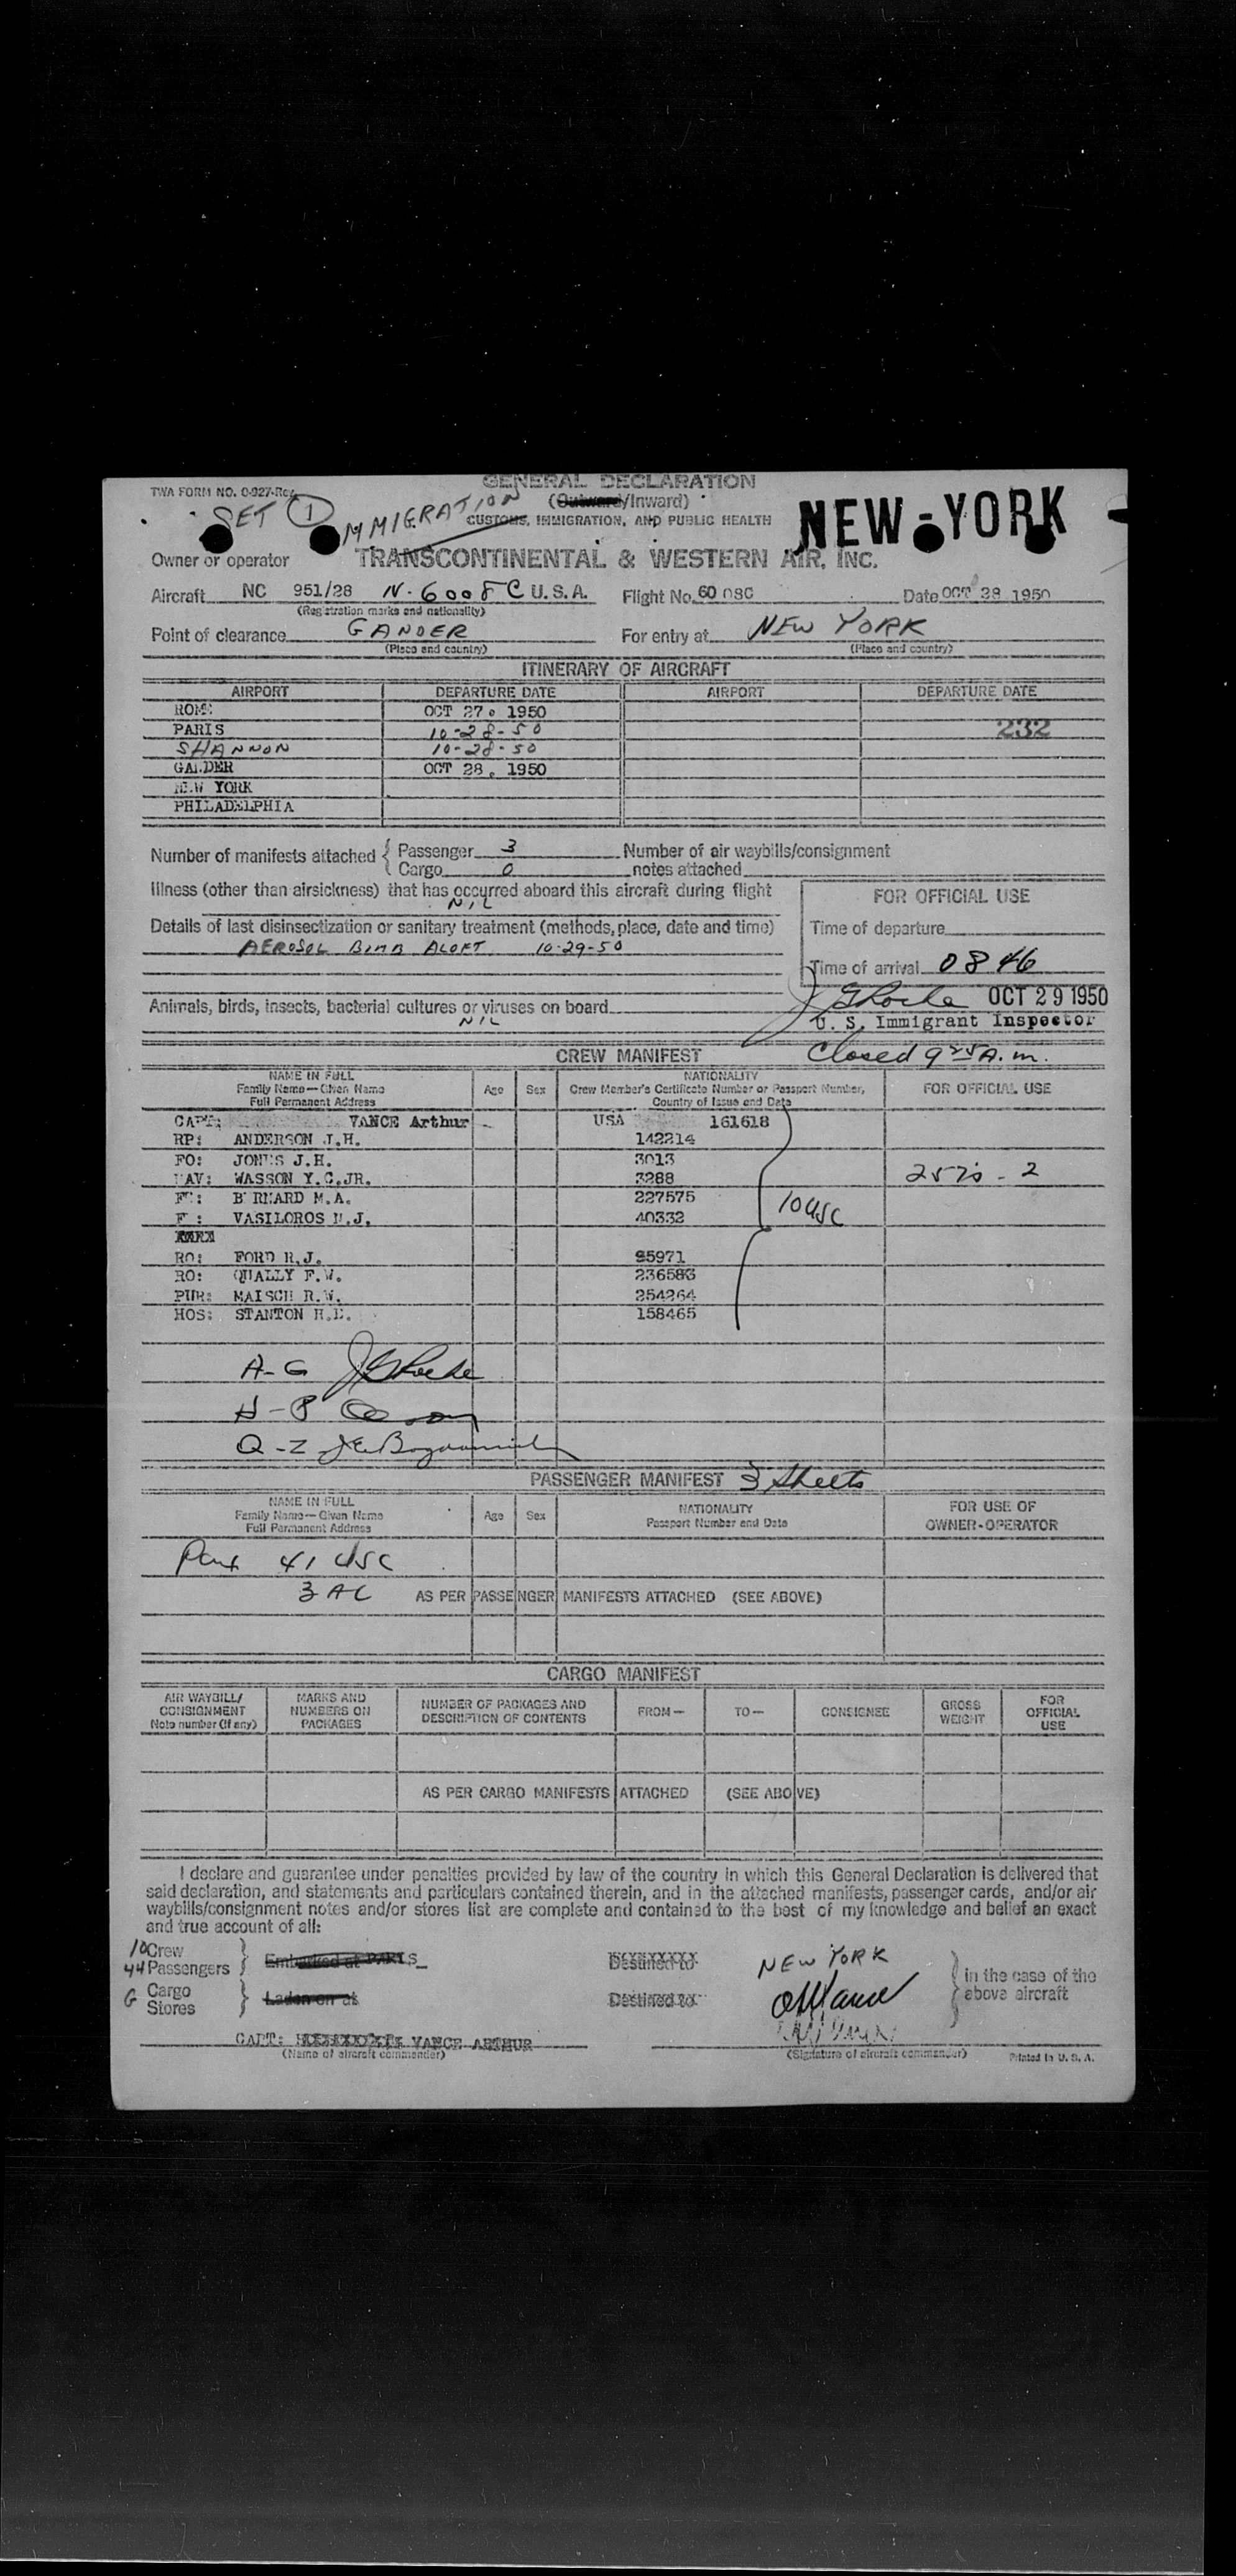 TWA FORM NO. 0-927-Rev.
GENERAL DECLARATION
(Outward/Inward)
SET 1 IMMIGRATION
CUSTOMS, IMMIGRATION, AND PUBLIC HEALTH
NEW-YORK
Owner or operator TRANSCONTINENTAL & WESTERN AIR, INC.
Aircraft NC 951/28 N-6008C U.S.A. Flight No. 60 Date OCT 28 1950
(Registration marks and nationality)
Point of clearance GANDER For entry at NEW YORK
(Place and country) (Place and country)
ITINERARY OF AIRCRAFT
AIRPORT DEPARTURE DATE AIRPORT DEPARTURE DATE
ROME OCT 27. 1950
PARIS 10-28-50 232
SHANNON 10-28-50
GANDER OCT 28. 1950
NEW YORK
PHILADELPHIA
Number of manifests attached { Passenger 3 Number of air waybills/consignment
Cargo 0 notes attached
Illness (other than airsickness) that has occurred aboard this aircraft during flight
NIL
FOR OFFICIAL USE
Details of last disinsectization or sanitary treatment (methods, place, date and time)
AEROSOL BOMB ALOFT 10-29-50
Time of departure
Time of arrival 0846
OCT 29 1950
Animals, birds, insects, bacterial cultures or viruses on board
NIL
U. S. Immigrant Inspector
CREW MANIFEST Closed 9 25 A.m.
NAME IN FULL
Family Name—Given Name
Full Permanent Address
Age Sex
NATIONALITY
Crew Member's Certificate Number or Passport Number,
Country of Issue and Date
FOR OFFICIAL USE
CAPT: VANCE Arthur USA 161618
RP: ANDERSON J.H. 142214
FO: JONES J.H. 3013
NAV: WASSON Y.C.JR. 3288
B RNARD M.A. 227575
VASILOROS N.J. 40332
10 USC
RO: FORD R.J. 85971
RO: QUALLY F.W. 236583
PUR: MAISCH R.W. 254264
HOS: STANTON H.E. 158465
A-G
H-P
Q-Z
PASSENGER MANIFEST 3 Sheets
NAME IN FULL
Family Name—Given Name
Full Permanent Address
Age Sex
NATIONALITY
Passport Number and Date
FOR USE OF
OWNER-OPERATOR
Pax 41 USC
3 AC AS PER PASSENGER MANIFESTS ATTACHED (SEE ABOVE)
CARGO MANIFEST
AIR WAYBILL/
CONSIGNMENT
Note number (if any)
MARKS AND
NUMBERS ON
PACKAGES
NUMBER OF PACKAGES AND
DESCRIPTION OF CONTENTS
FROM— TO— CONSIGNEE
GROSS
WEIGHT
FOR
OFFICIAL
USE
AS PER CARGO MANIFESTS ATTACHED (SEE ABOVE)
I declare and guarantee under penalties provided by law of the country in which this General Declaration is delivered that
said declaration, and statements and particulars contained therein, and in the attached manifests, passenger cards, and/or air
waybills/consignment notes and/or stores list are complete and contained to the best of my knowledge and belief an exact
and true account of all:
10 Crew
44 Passengers } Embarked at PARIS Destined to NEW YORK
Cargo
Stores } Laden on at Destined to
in the case of the
above aircraft
CAPT: VANCE ARTHUR
(Name of aircraft commander) (Signature of aircraft commander) Printed in U. S. A.